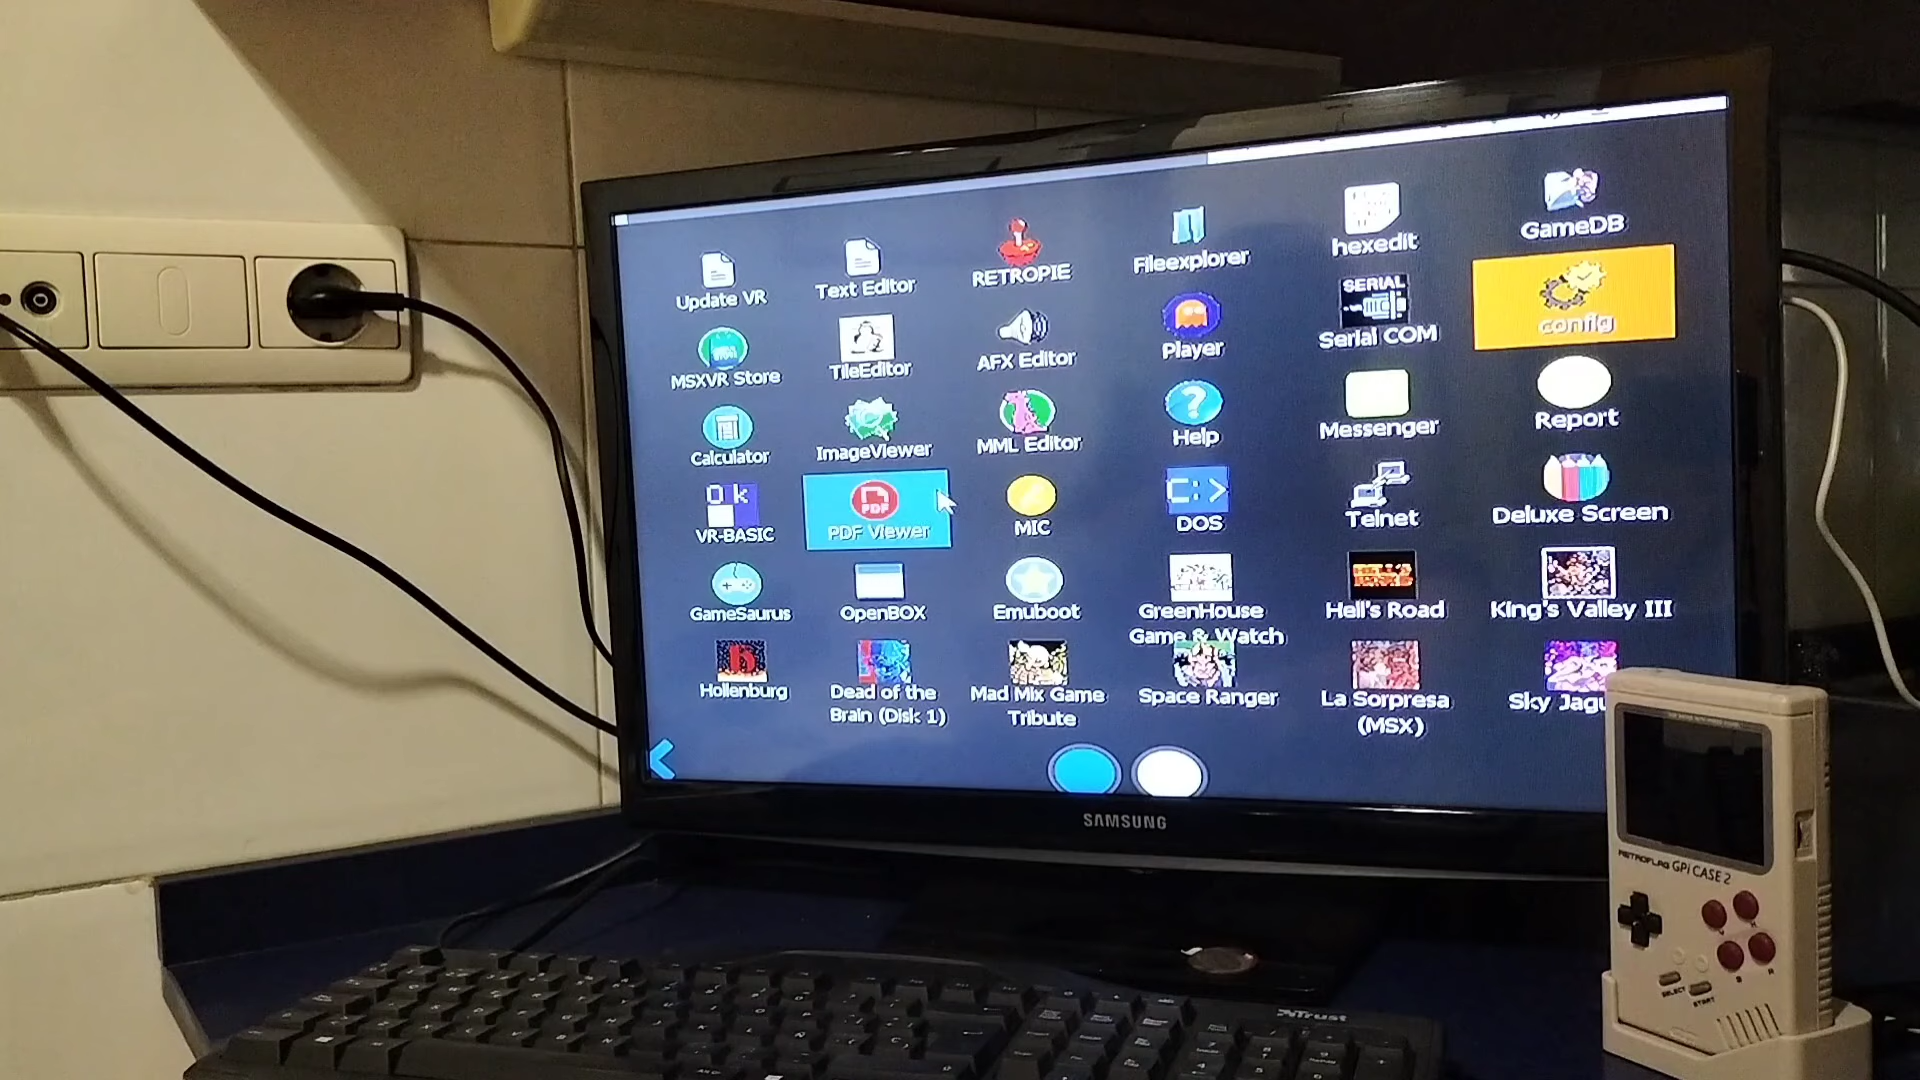 Update VR
Text Editor
RETROPIE
Fileexplorer
hexedit
GameDB
MSXVR Store
TileEditor
AFX Editor
Player
SERIAL
Serial COM
config
Calculator
ImageViewer
MML Editor
?
Help
Messenger
Report
Ok
VR-BASIC
PDF
PDF Viewer
MIC
C:>
DOS
Telnet
Deluxe Screen
GameSaurus
OpenBOX
Emuboot
GreenHouse
Game & Watch
Hell's Road
King's Valley III
Hollenburg
Dead of the
Brain (Disk 1)
Mad Mix Game
Tribute
Space Ranger
La Sorpresa
(MSX)
Sky Jagu
SAMSUNG
RETROFLAG GPi CASE 2
SELECT
START
Trust